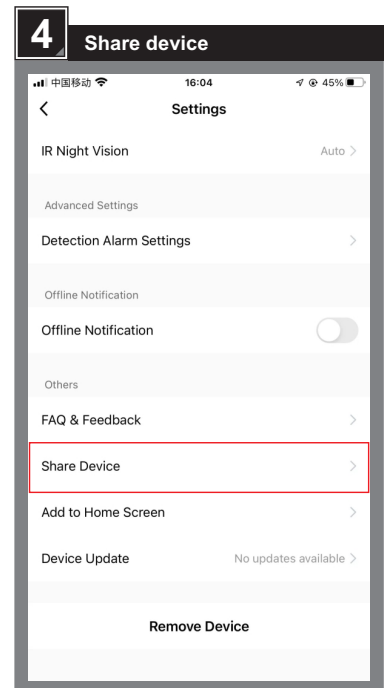 4 Share device
中国移动 16:04 45%
Settings
IR Night Vision Auto >
Advanced Settings
Detection Alarm Settings >
Offline Notification
Offline Notification
Others
FAQ & Feedback >
Share Device >
Add to Home Screen >
Device Update No updates available >
Remove Device